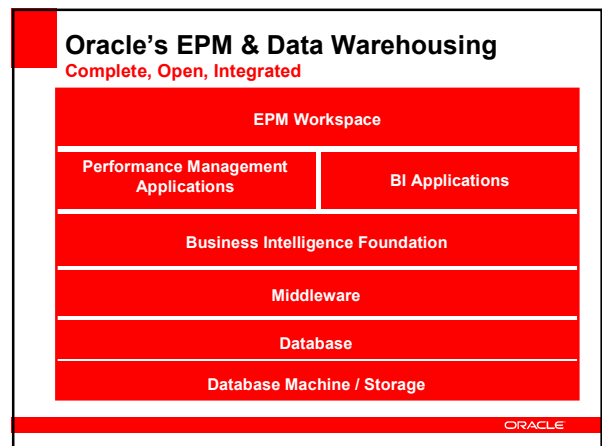 Oracle's EPM & Data Warehousing
Complete, Open, Integrated
EPM Workspace
Performance Management
Applications
BI Applications
Business Intelligence Foundation
Middleware
Database
Database Machine / Storage
ORACLE